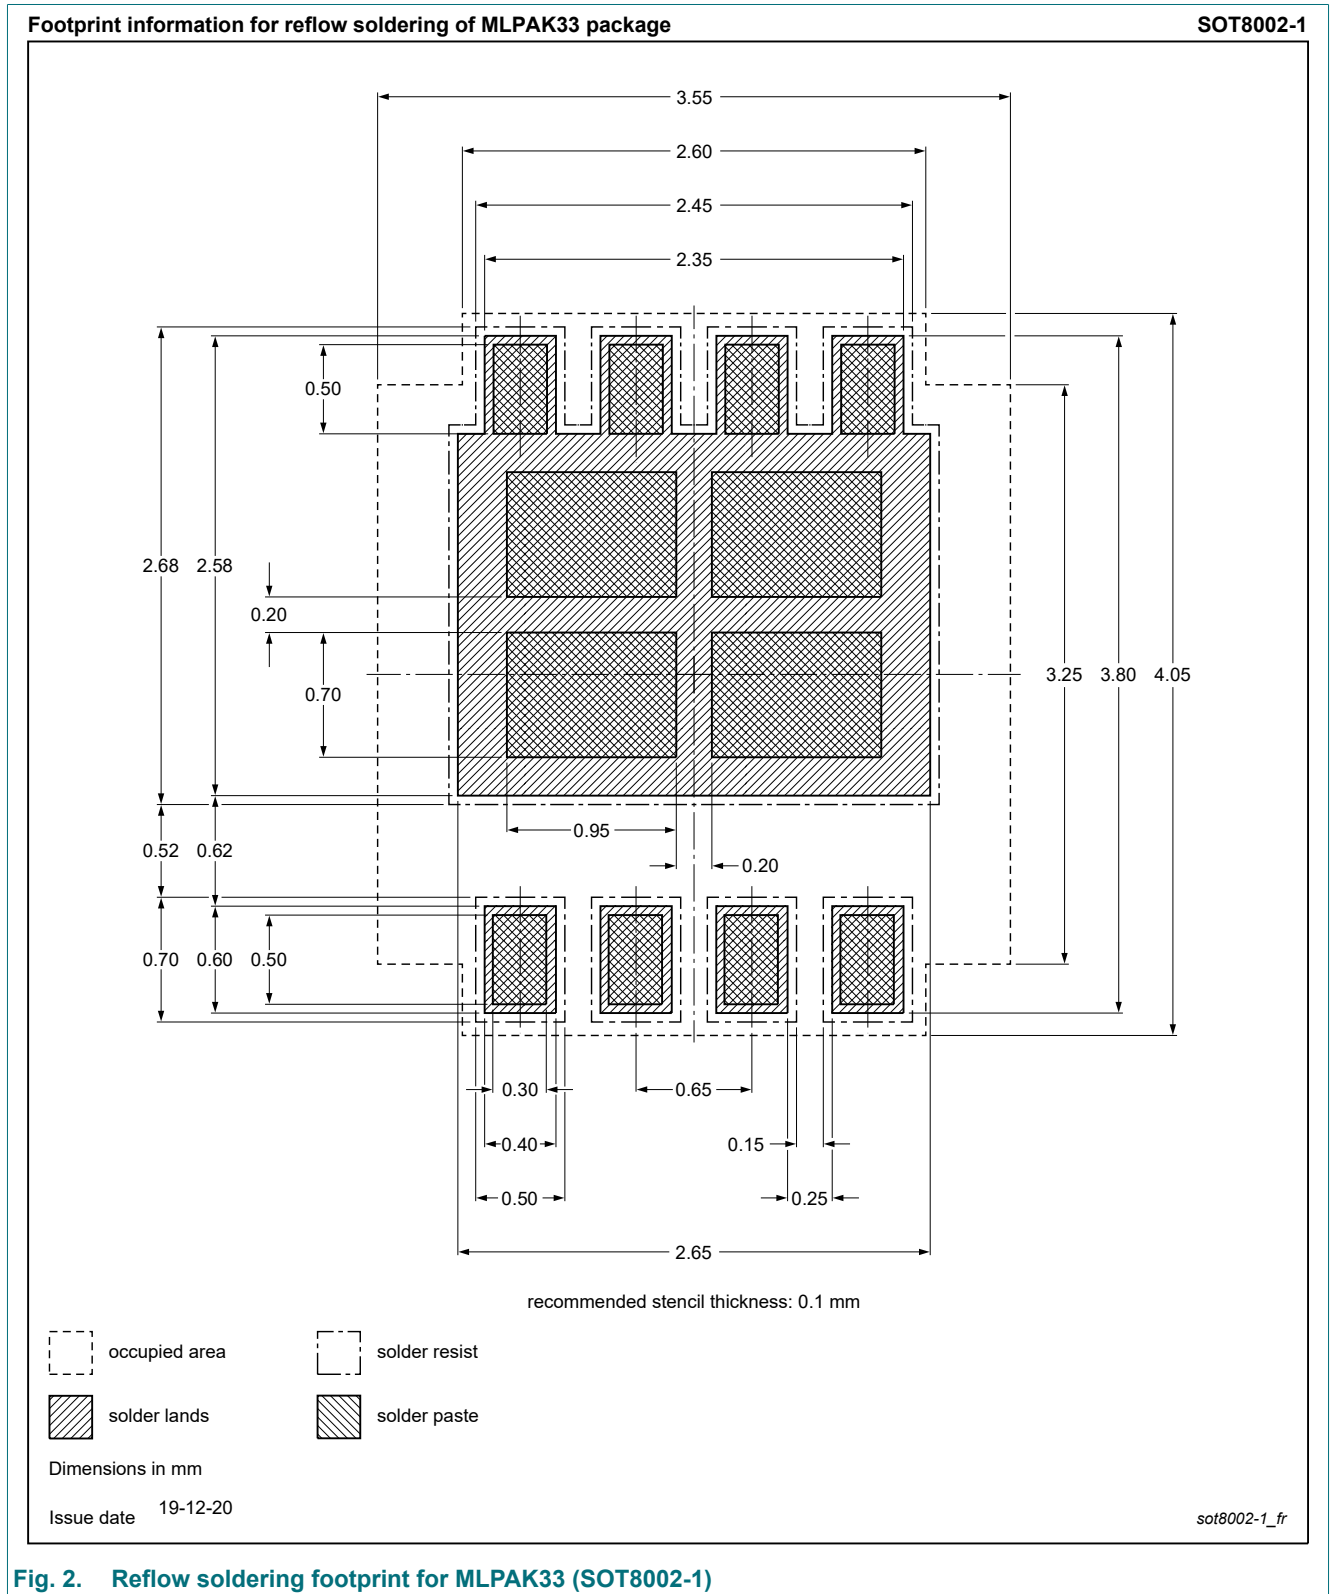 Footprint information for reflow soldering of MLPAK33 package SOT8002-1
3.55
2.60
2.45
2.35
0.50
2.68 2.58
0.20
0.70
3.25 3.80 4.05
0.95
0.52 0.62
0.20
0.70 0.60 0.50
0.30 0.65
0.40 0.15
0.50 0.25
2.65
recommended stencil thickness: 0.1 mm
occupied area solder resist
solder lands solder paste
Dimensions in mm
Issue date 19-12-20
sot8002-1_fr
Fig. 2. Reflow soldering footprint for MLPAK33 (SOT8002-1)